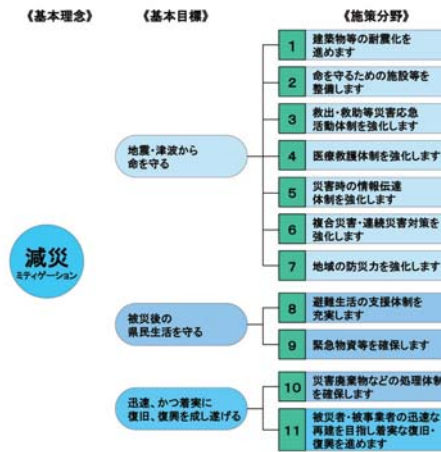 《基本理念》
《基本目標》
《施策分野》
減災
ミティゲーション
地震・津波から
命を守る
1
建築物等の耐震化を
進めます
2
命を守るための施設等を
整備します
3
救出・救助等災害応急
活動体制を強化します
4
医療救護体制を強化します
5
災害時の情報伝達
体制を強化します
6
複合災害・連続災害対策を
強化します
7
地域の防災力を強化します
被災後の
県民生活を守る
8
避難生活の支援体制を
充実します
9
緊急物資等を確保します
迅速、かつ着実に
復旧、復興を成し遂げる
10
災害廃棄物などの処理体制
を確保します
11
被災者・被事業者の迅速な
再建を目指し着実な復旧・
復興を進めます